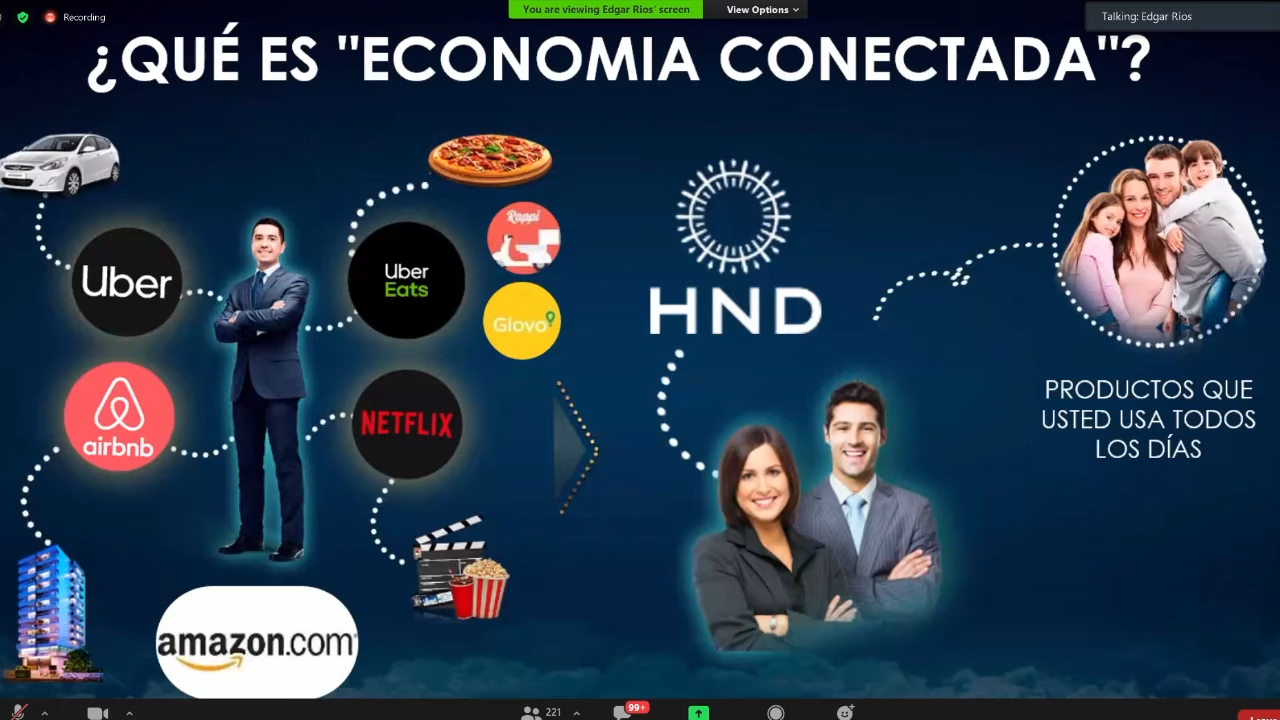 Recording
You are viewing Edgar Rios' screen
View Options
Talking: Edgar Rios
¿QUÉ ES "ECONOMIA CONECTADA"?
Uber
Uber
Eats
Rappi
Glovo
airbnb
NETFLIX
amazon.com
HND
PRODUCTOS QUE
USTED USA TODOS
LOS DÍAS
221
99+